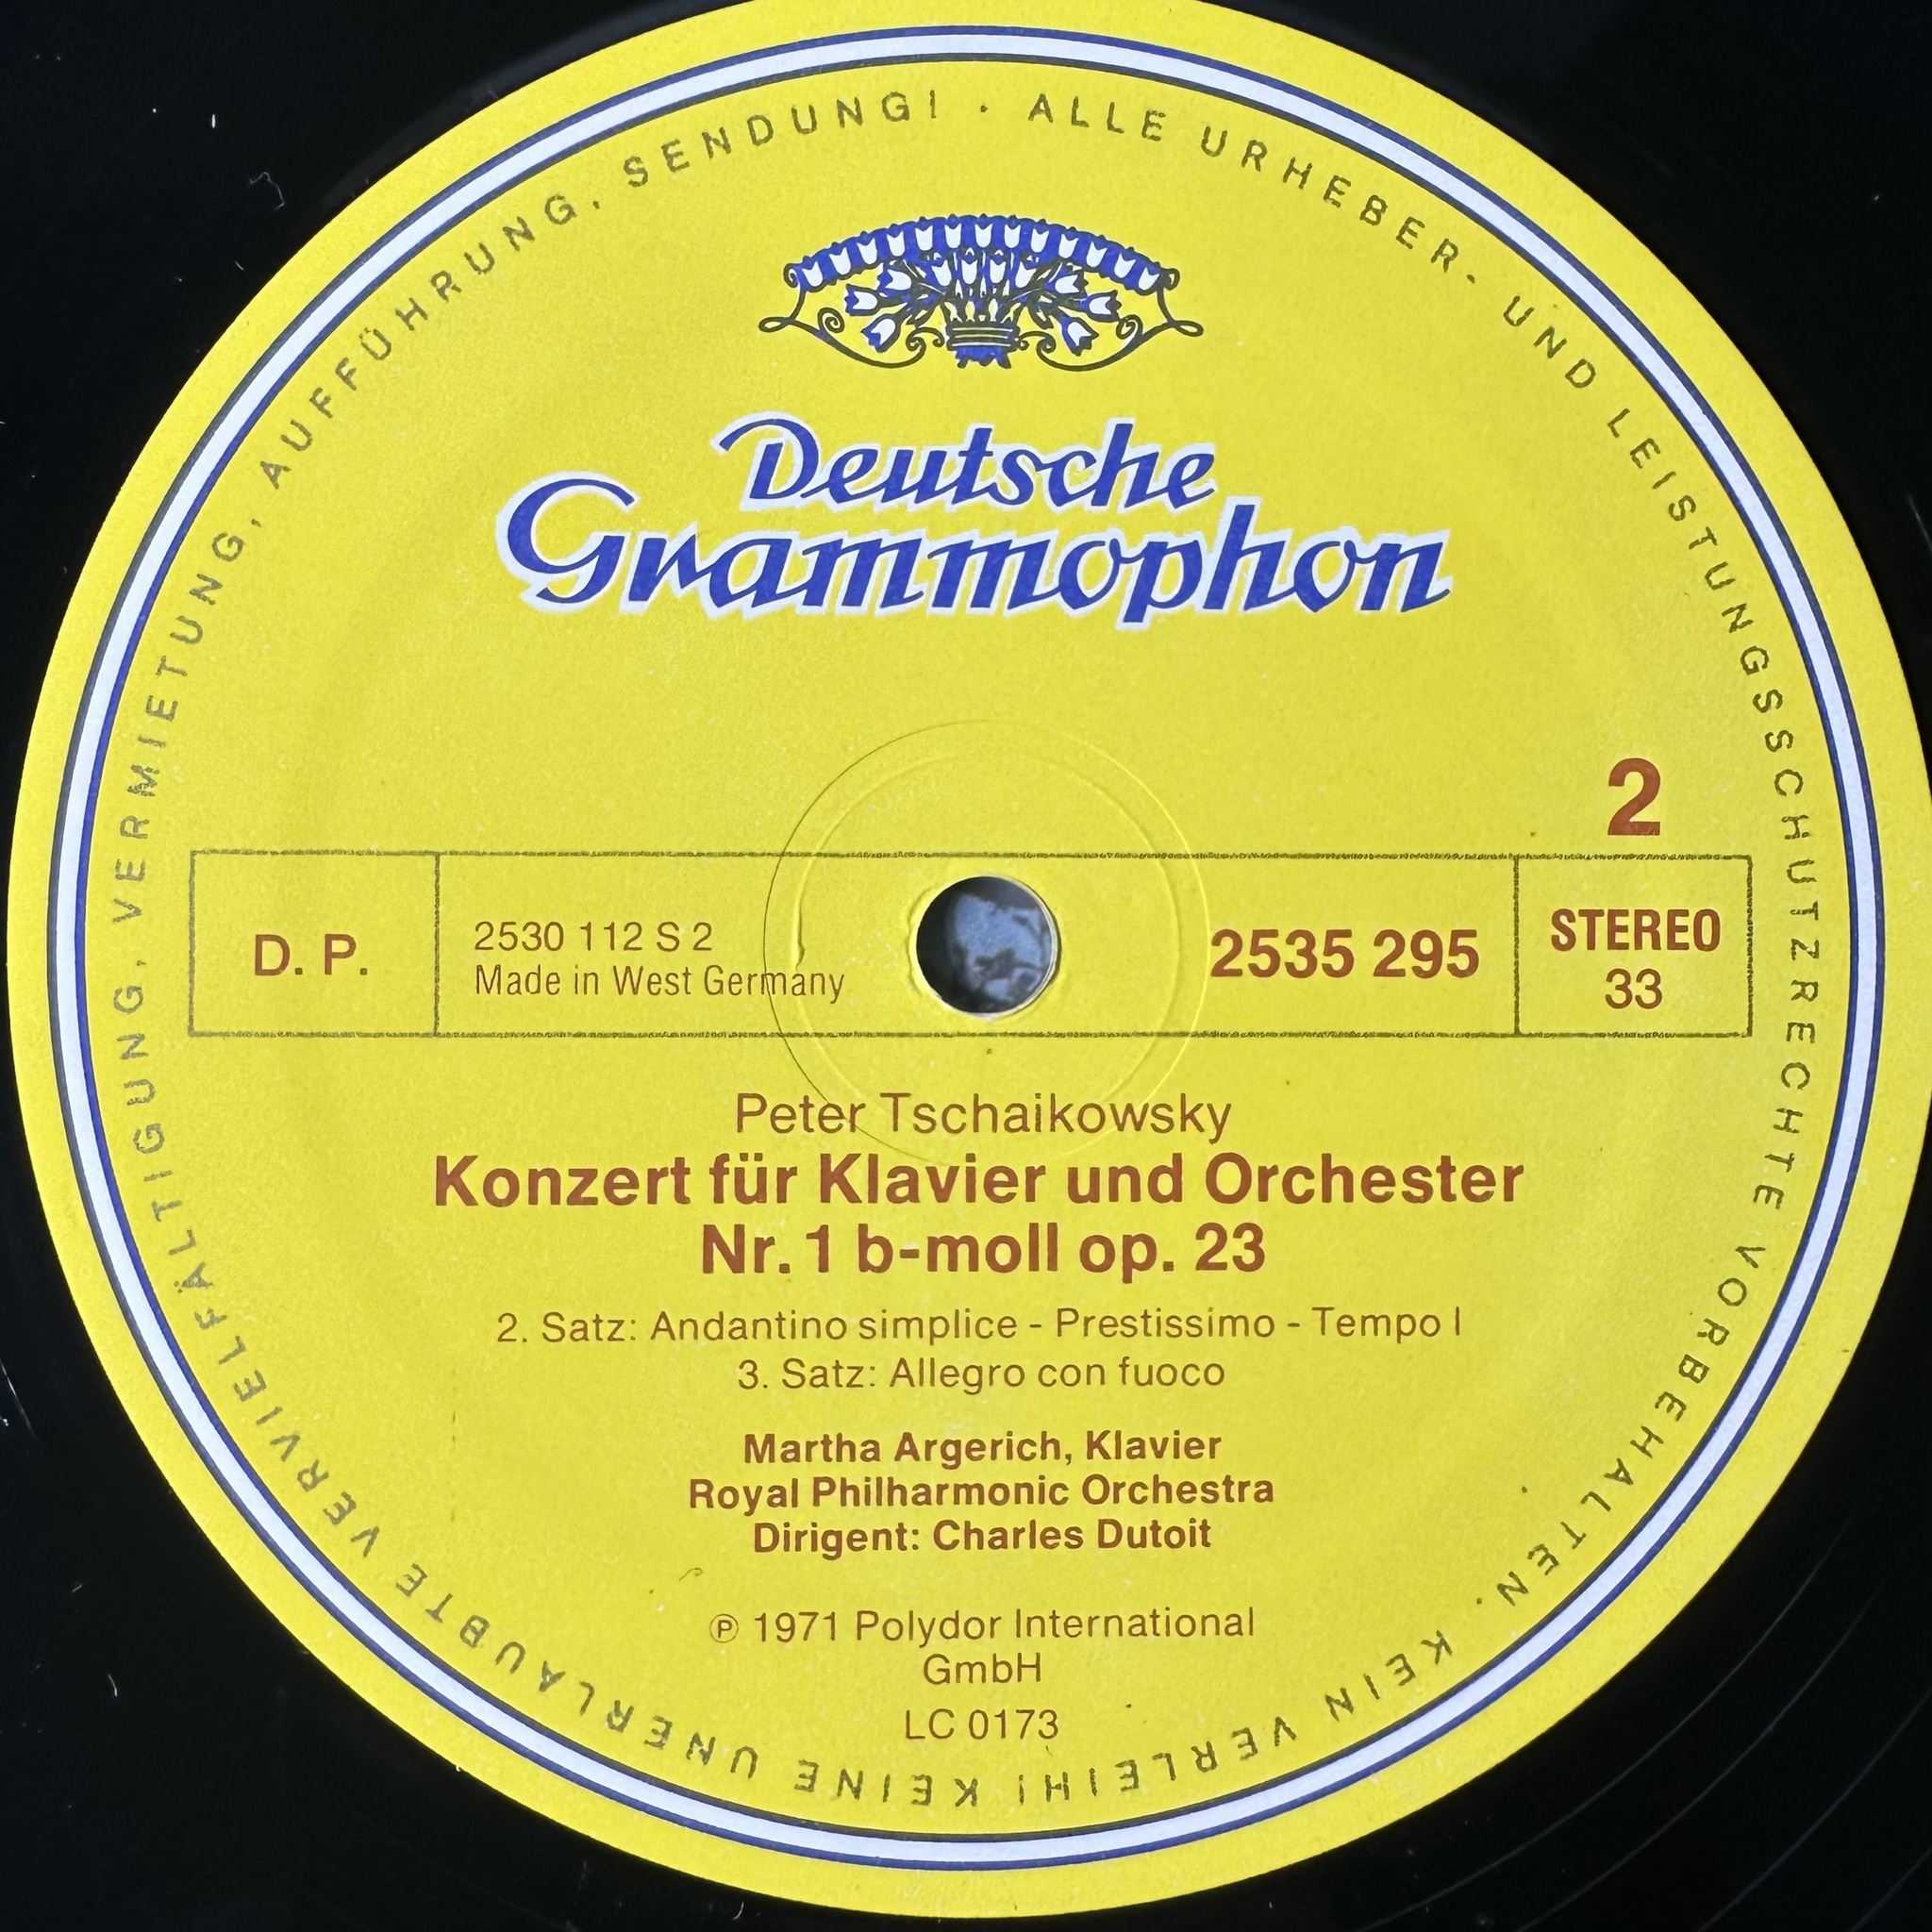 ALLE URHEBER- UND LEISTUNGSSCHUTZRECHTE VORBEHALTEN. KEIN VERLEIH! KEINE UNERLAUBTE VERVIELFÄLTIGUNG, VERMIETUNG, AUFFÜHRUNG, SENDUNG! ·
Deutsche
Grammophon
2
D. P.
2530 112 S 2
Made in West Germany
2535 295
STEREO
33
Peter Tschaikowsky
Konzert für Klavier und Orchester
Nr. 1 b-moll op. 23
2. Satz: Andantino simplice - Prestissimo - Tempo I
3. Satz: Allegro con fuoco
Martha Argerich, Klavier
Royal Philharmonic Orchestra
Dirigent: Charles Dutoit
℗ 1971 Polydor International
GmbH
LC 0173